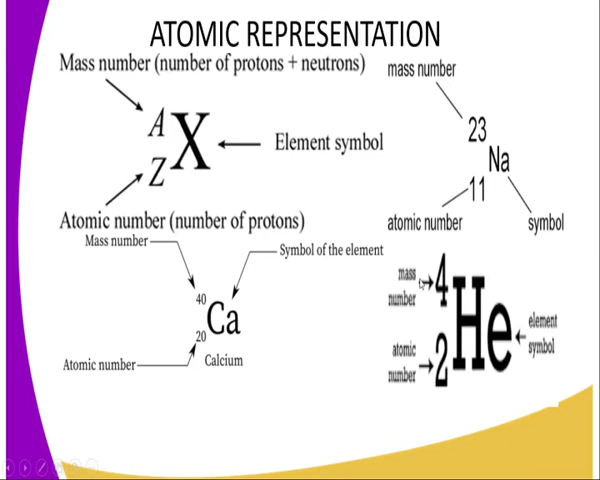 ATOMIC REPRESENTATION
Mass number (number of protons + neutrons)
A
X
Z
Element symbol
Atomic number (number of protons)
mass number
23
Na
11
atomic number
symbol
Mass number
Symbol of the element
40
Ca
20
Atomic number
Calcium
mass
number
4
He
2
atomic
number
element
symbol